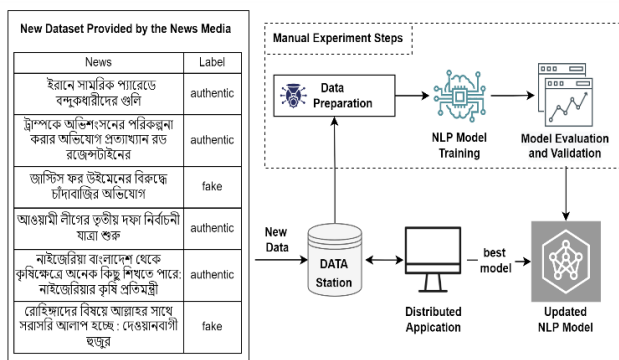 New Dataset Provided by the News Media
News
Label
ইরানে সামরিক প্যারেডে
বন্দুকধারীদের গুলি
authentic
ট্রাম্পকে অভিশংসনের পরিকল্পনা
করার অভিযোগ প্রত্যাখ্যান রড
রজেন্সটাইনের
authentic
জাস্টিস ফর উইমেনের বিরুদ্ধে
চাঁদাবাজির অভিযোগ
fake
আওয়ামী লীগের তৃতীয় দফা নির্বাচনী
যাত্রা শুরু
authentic
নাইজেরিয়া বাংলাদেশ থেকে
কৃষিক্ষেত্রে অনেক কিছু শিখতে পারে:
নাইজেরিয়ার কৃষি প্রতিমন্ত্রী
authentic
রোহিঙ্গাদের বিষয়ে আল্লাহর সাথে
সরাসরি আলাপ হচ্ছে : দেওয়ানবাগী
হুজুর
fake
Manual Experiment Steps
Data
Preparation
NLP Model
Training
Model Evaluation
and Validation
New
Data
DATA
Station
Distributed
Appication
best
model
Updated
NLP Model